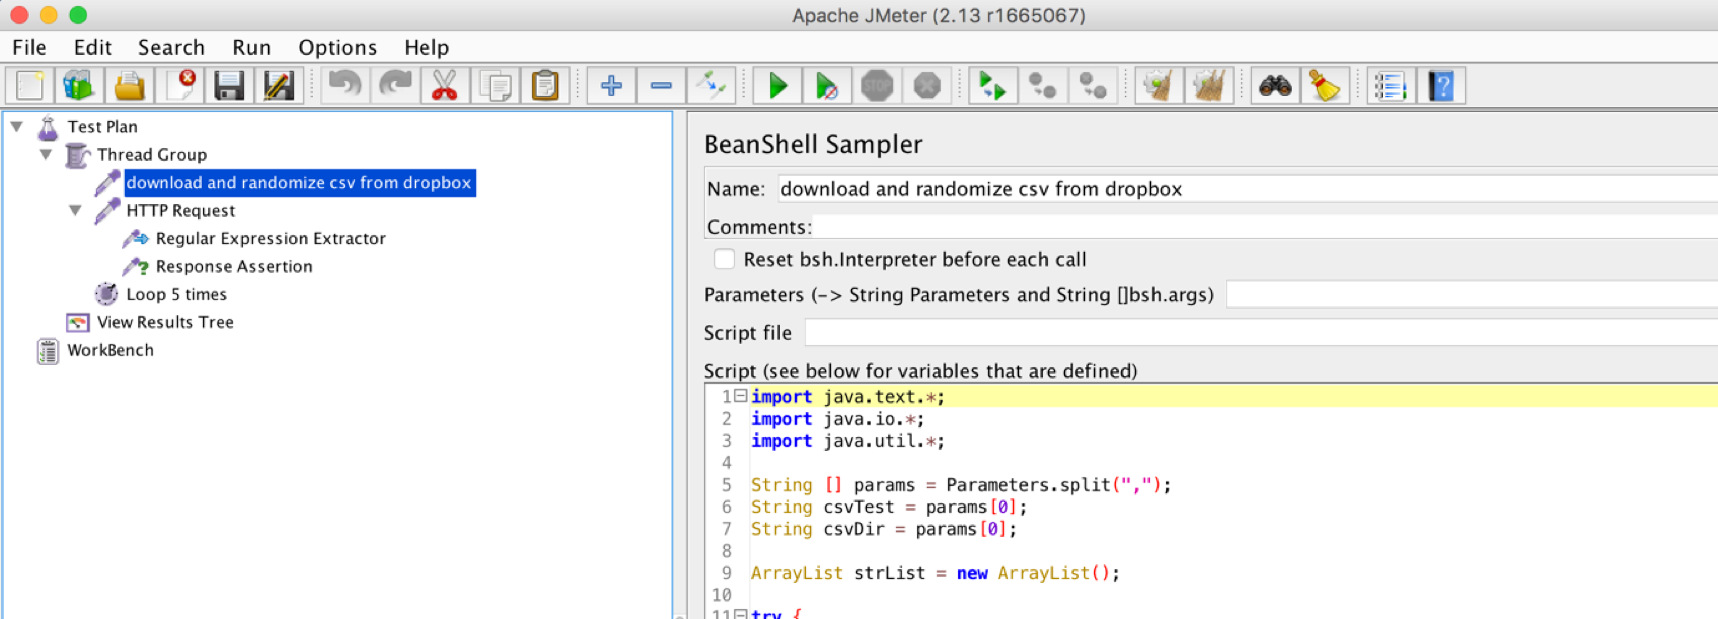 Apache JMeter (2.13 r1665067)
File Edit Search Run Options Help
STOP
Test Plan
Thread Group
download and randomize csv from dropbox
HTTP Request
Regular Expression Extractor
Response Assertion
Loop 5 times
View Results Tree
WorkBench
BeanShell Sampler
Name: download and randomize csv from dropbox
Comments:
Reset bsh.Interpreter before each call
Parameters (-> String Parameters and String []bsh.args)
Script file
Script (see below for variables that are defined)
1 import java.text.*;
2 import java.io.*;
3 import java.util.*;
4
5 String [] params = Parameters.split(",");
6 String csvTest = params[0];
7 String csvDir = params[0];
8
9 ArrayList strList = new ArrayList();
10
11 try {